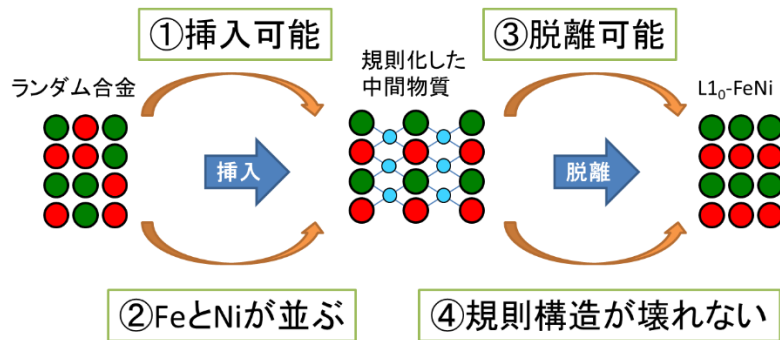 ①挿入可能
③脱離可能
ランダム合金
規則化した
中間物質
L1₀-FeNi
挿入
脱離
②FeとNiが並ぶ
④規則構造が壊れない